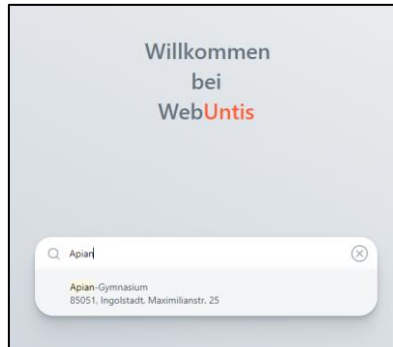 Willkommen
bei
WebUntis
Apian
Apian-Gymnasium
85051, Ingolstadt, Maximilianstr. 25